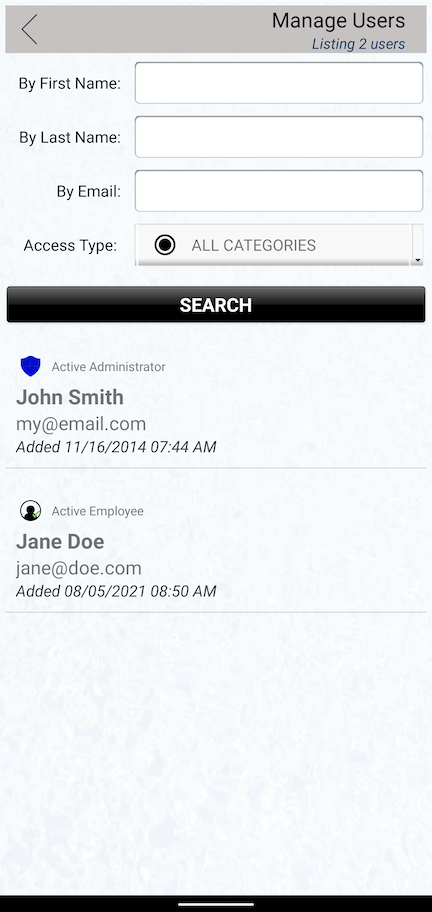 Manage Users
Listing 2 users
By First Name:
By Last Name:
By Email:
Access Type: ALL CATEGORIES
SEARCH
Active Administrator
John Smith
my@email.com
Added 11/16/2014 07:44 AM
Active Employee
Jane Doe
jane@doe.com
Added 08/05/2021 08:50 AM